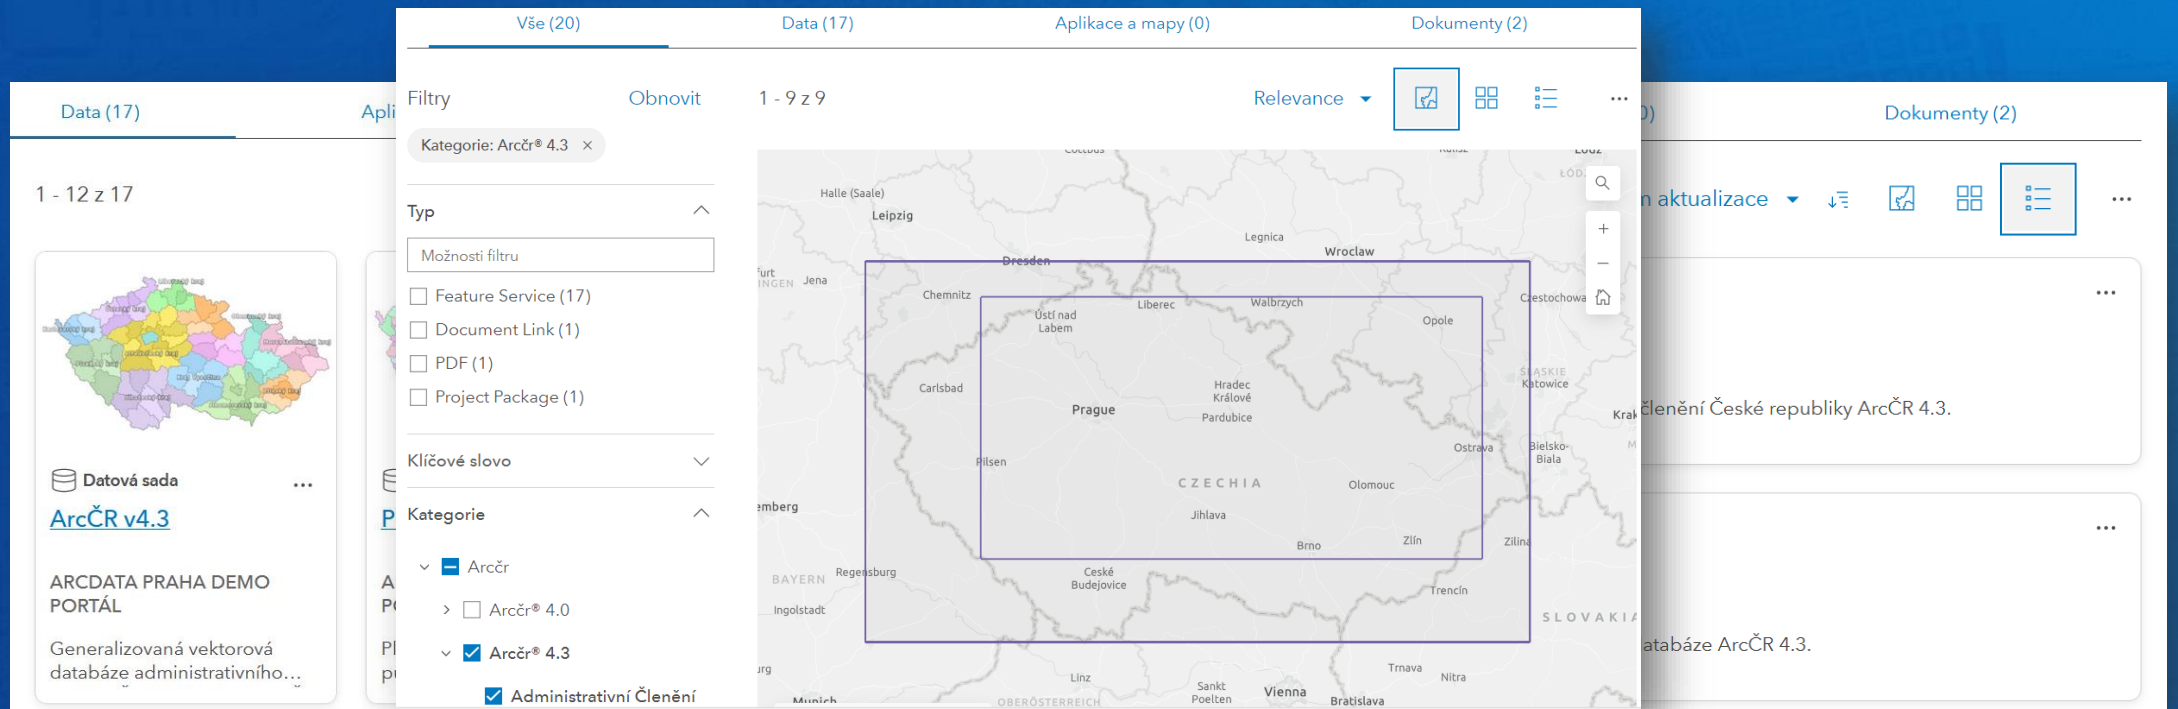 Data (17)
Apli
1 - 12 z 17
Datová sada
ArcČR v4.3
ARCDATA PRAHA DEMO
PORTÁL
Generalizovaná vektorová
databáze administrativního...
P
A
Pl
Vše (20)
Data (17)
Aplikace a mapy (0)
Dokumenty (2)
Filtry
Obnovit
1 - 9 z 9
Relevance
Kategorie: Arcčr® 4.3 ×
Typ
Možnosti filtru
Feature Service (17)
Document Link (1)
PDF (1)
Project Package (1)
Klíčové slovo
Kategorie
Arcčr
Arcčr® 4.0
Arcčr® 4.3
Administrativní Členění
Halle (Saale)
Leipzig
Legnica
Wroclaw
Dresden
Jena
Chemnitz
Liberec
Walbrzych
Czestochowa
Ústí nad
Labem
Opole
ŚLĄSKIE
Katowice
Carlsbad
Hradec
Králové
Prague
Pardubice
Krak
Ostrava
Bielsko-
Biala
Pilsen
CZECHIA
Olomouc
emberg
Jihlava
Brno
Zlín
Zilina
BAYERN
Regensburg
Ceské
Budejovice
Trencín
Ingolstadt
SLOVAKIA
Linz
Trnava
Nitra
Sankt
Poelten
Vienna
Bratislava
Munich
OBERÖSTERREICH
Dokumenty (2)
aktualizace
členění České republiky ArcČR 4.3.
atabáze ArcČR 4.3.